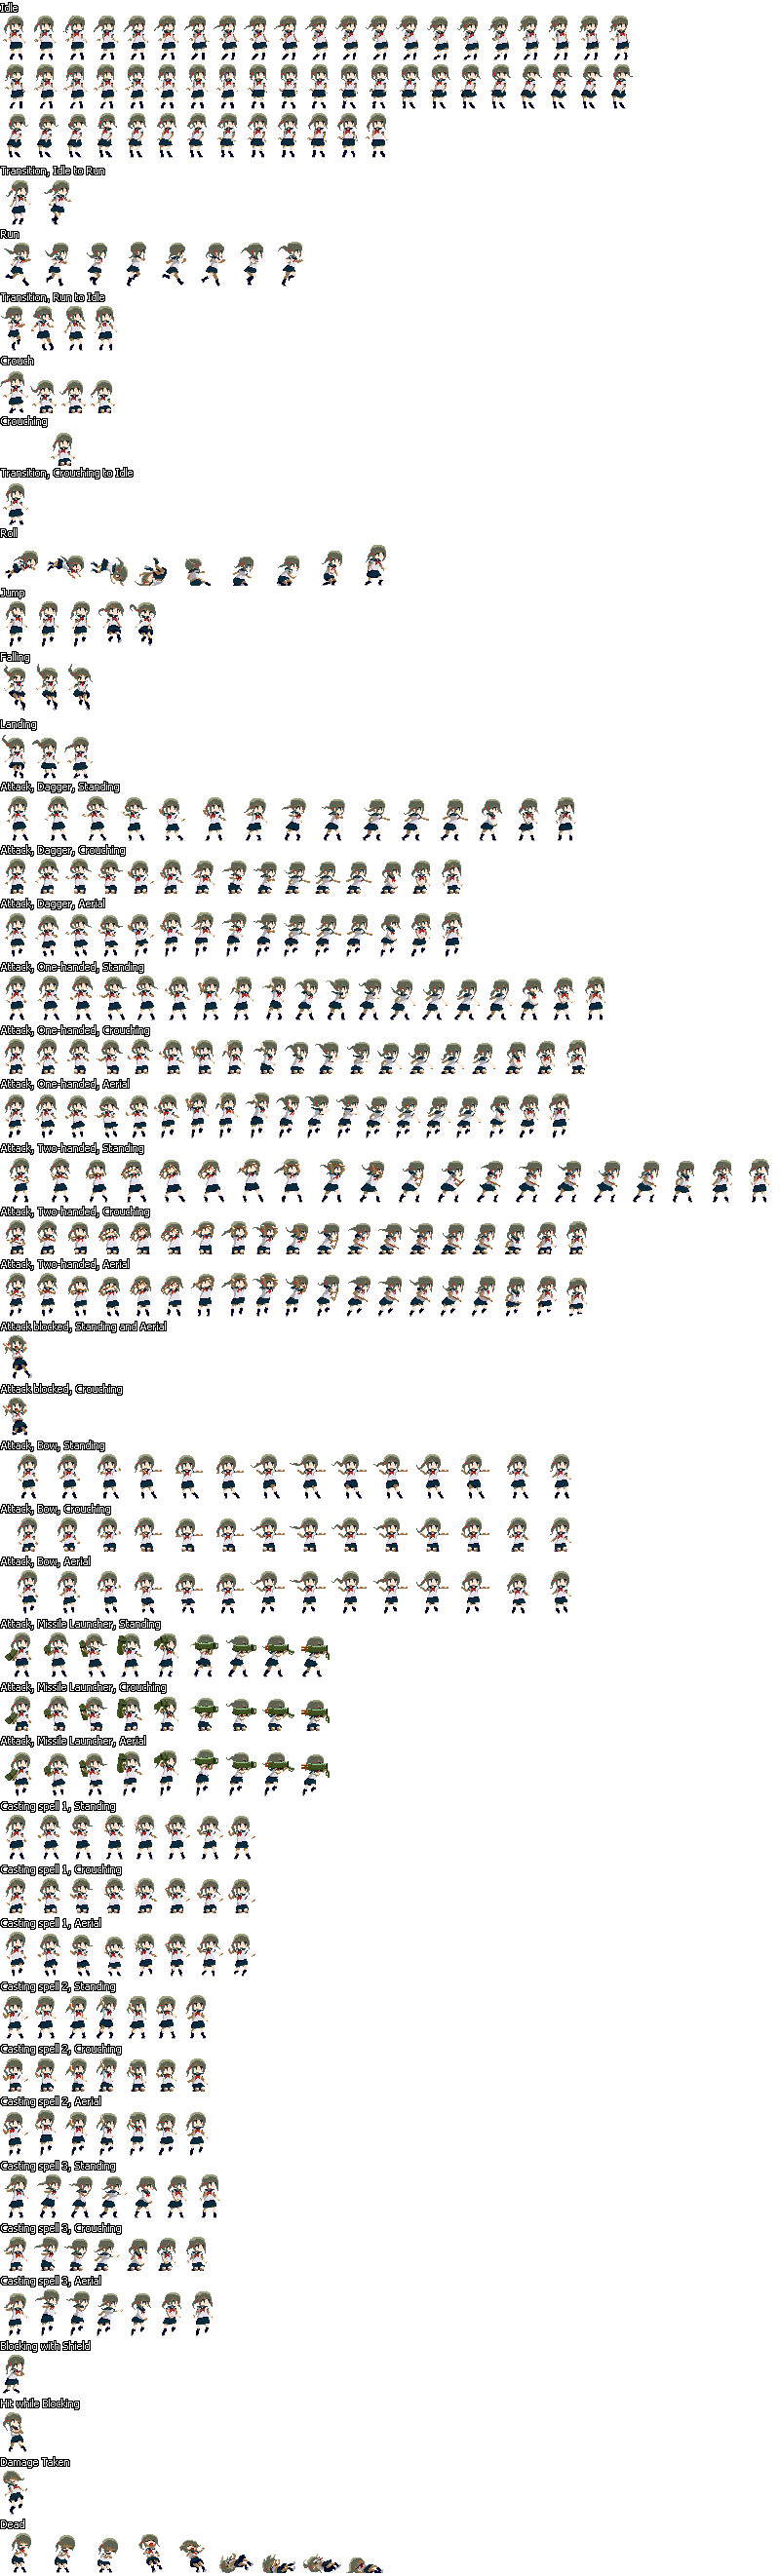 Idle
Transition, Idle to Run
Run
Transition, Run to Idle
Crouch
Crouching
Transition, Crouching to Idle
Roll
Jump
Falling
Landing
Attack, Dagger, Standing
Attack, Dagger, Crouching
Attack, Dagger, Aerial
Attack, One-handed, Standing
Attack, One-handed, Crouching
Attack, One-handed, Aerial
Attack, Two-handed, Standing
Attack, Two-handed, Crouching
Attack, Two-handed, Aerial
Attack blocked, Standing and Aerial
Attack blocked, Crouching
Attack, Bow, Standing
Attack, Bow, Crouching
Attack, Bow, Aerial
Attack, Missile Launcher, Standing
Attack, Missile Launcher, Crouching
Attack, Missile Launcher, Aerial
Casting spell 1, Standing
Casting spell 1, Crouching
Casting spell 1, Aerial
Casting spell 2, Standing
Casting spell 2, Crouching
Casting spell 2, Aerial
Casting spell 3, Standing
Casting spell 3, Crouching
Casting spell 3, Aerial
Blocking with Shield
Hit while Blocking
Damage Taken
Dead